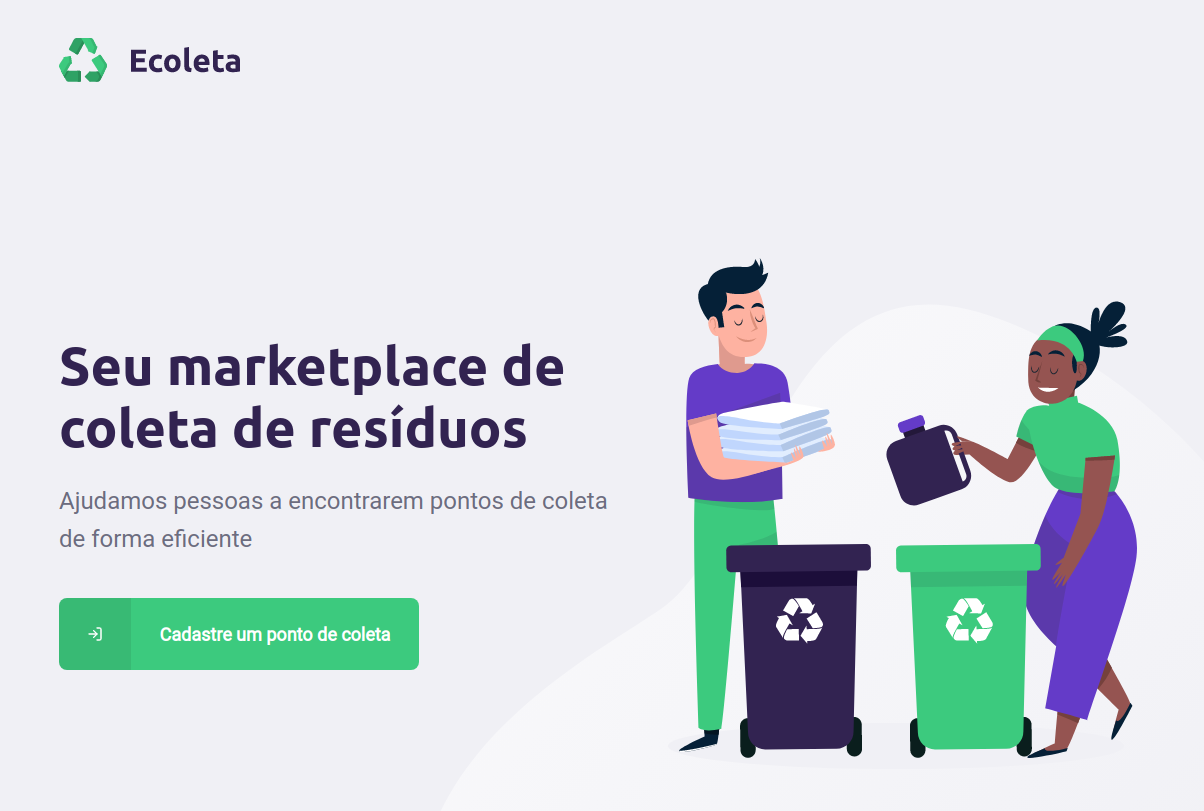 Ecoleta
Seu marketplace de
coleta de resíduos
Ajudamos pessoas a encontrarem pontos de coleta
de forma eficiente
Cadastre um ponto de coleta